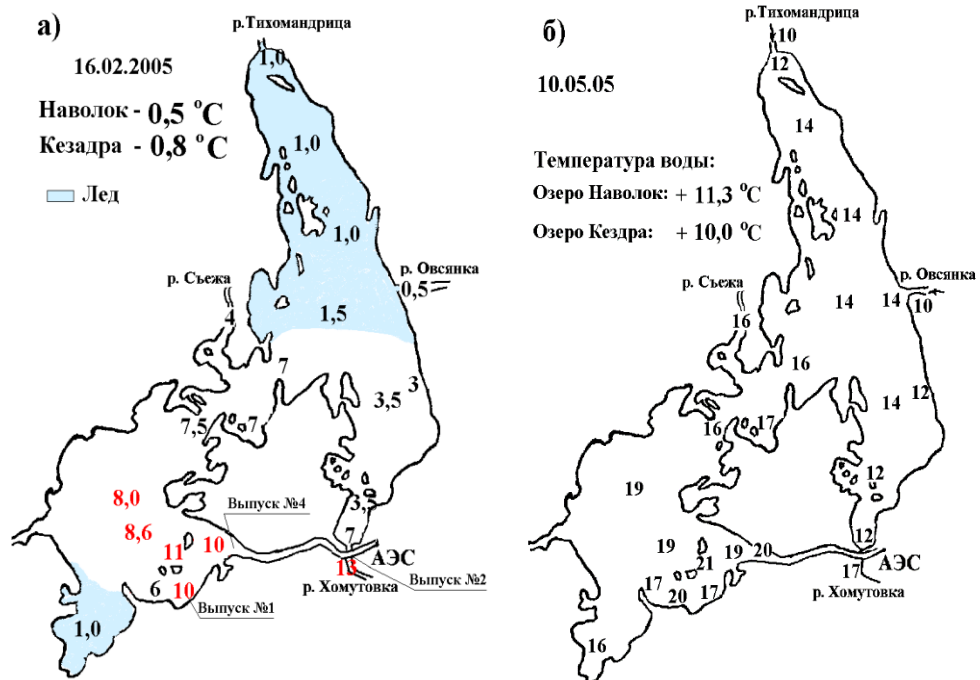 а)
р.Тихомандрица
16.02.2005
Наволок - 0,5 °С
Кезадра - 0,8 °С
Лед
1,0
1,0
1,0
р. Съежа
р. Овсянка
0,5
4
1,5
7
3
3,5
7,5
7
8,0
3,5
Выпуск №4
8,6
11
10
7
АЭС
13
Выпуск №2
6
10
р. Хомутовка
Выпуск №1
1,0
б)
р.Тихомандрица
10
12
10.05.05
14
Температура воды:
Озеро Наволок: + 11,3 °С
Озеро Кездра: + 10,0 °С
14
р. Съежа
р. Овсянка
14
14
10
16
16
12
14
16
17
12
19
12
19
19
20
АЭС
21
17
17
20
17
р. Хомутовка
16